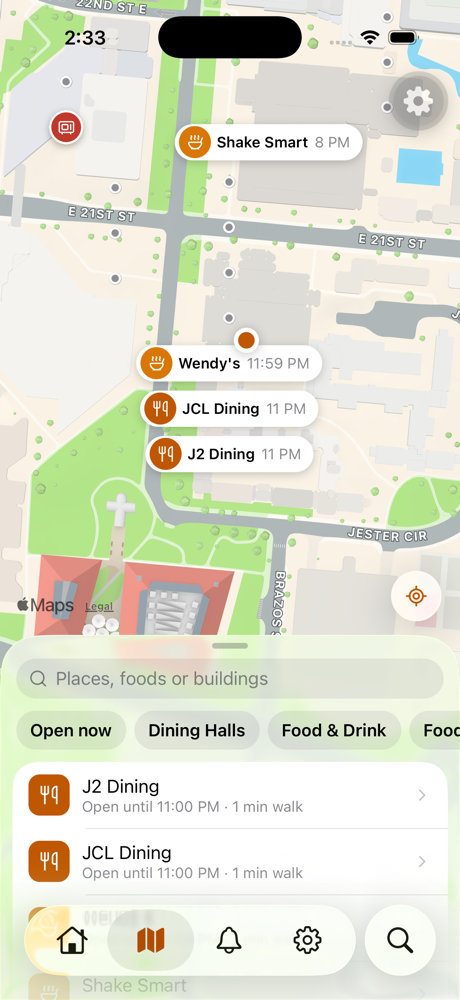 22ND ST E
2:33
Shake Smart 8 PM
E 21ST ST
E 21ST ST
Wendy's 11:59 PM
JCL Dining 11 PM
J2 Dining 11 PM
JESTER CIR
BRAZOS S
Maps Legal
Places, foods or buildings
Open now Dining Halls Food & Drink Food
J2 Dining
Open until 11:00 PM · 1 min walk
JCL Dining
Open until 11:00 PM · 1 min walk
Shake Smart